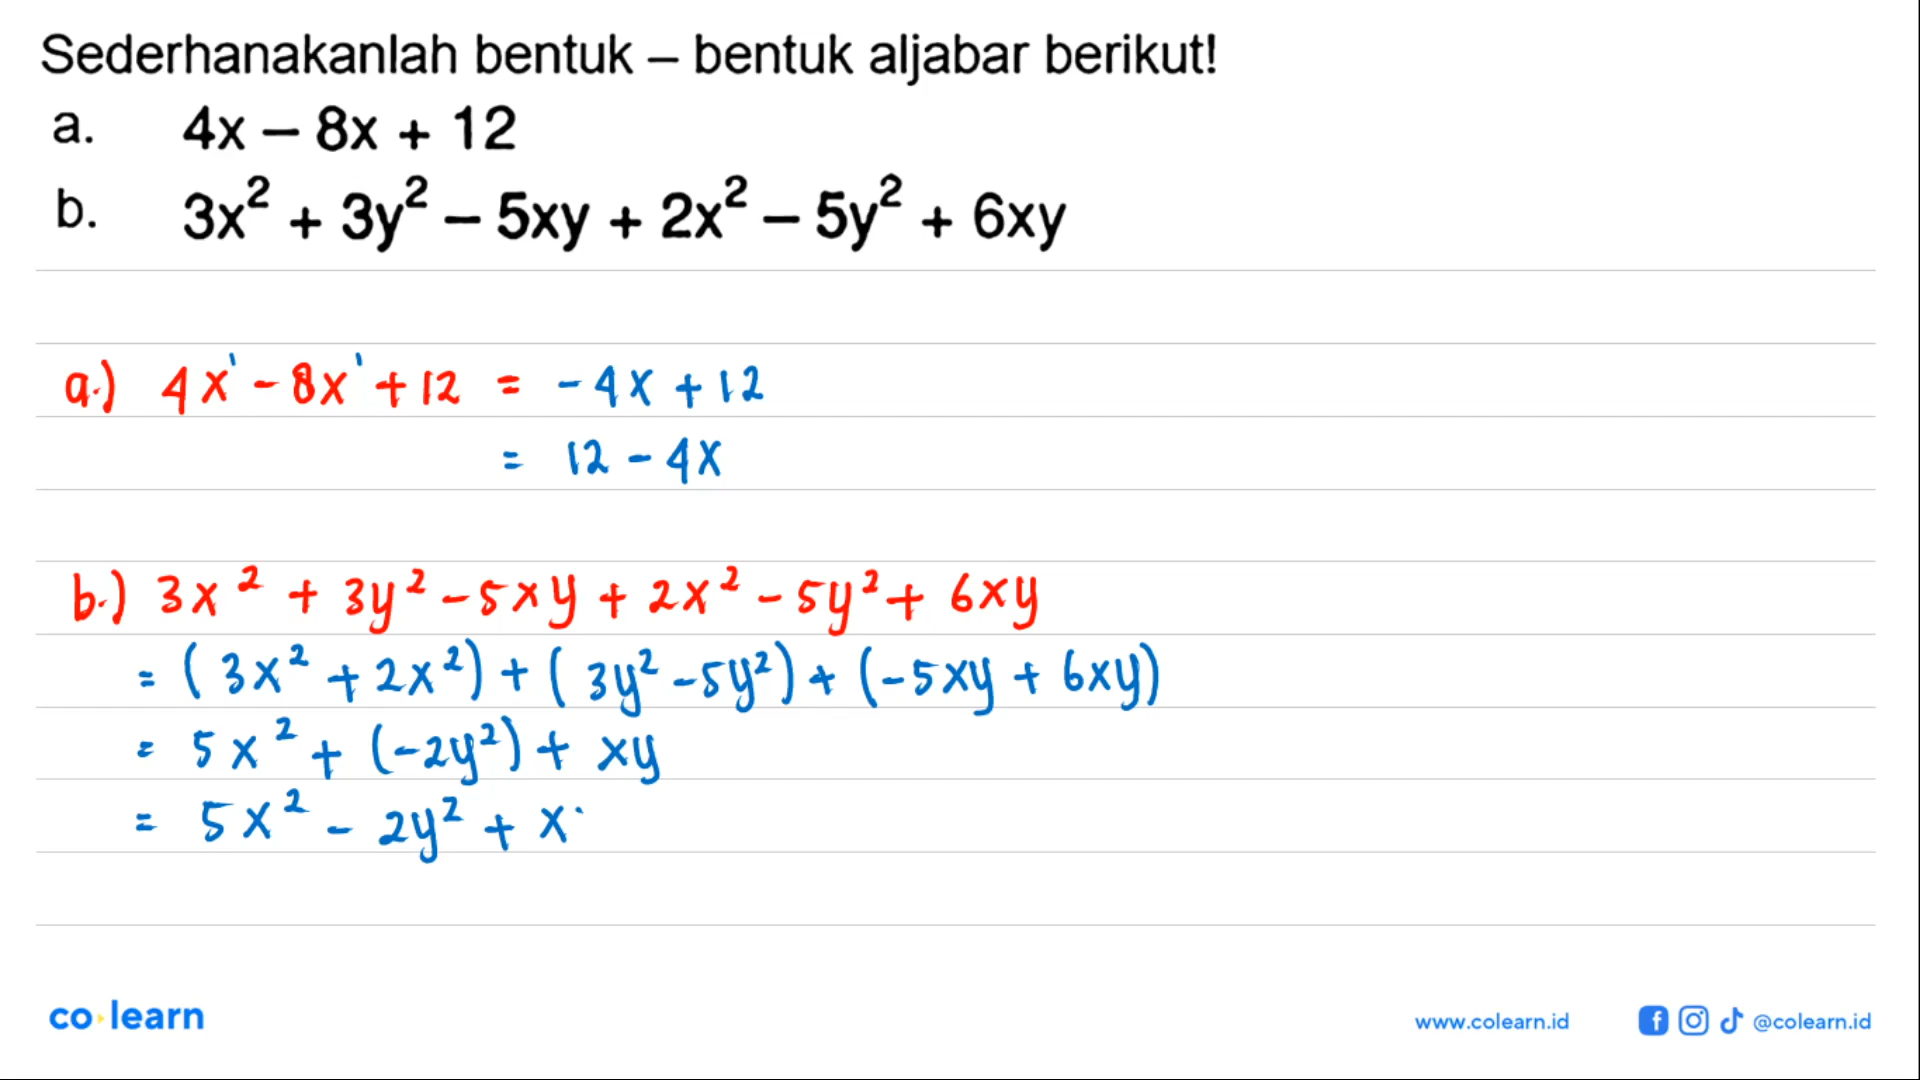 Sederhanakanlah bentuk – bentuk aljabar berikut!
a. 4x – 8x + 12
b. 3x² + 3y² – 5xy + 2x² – 5y² + 6xy
a.) 4x¹ - 8x¹ + 12 = -4x + 12
= 12 - 4x
b.) 3x² + 3y² - 5xy + 2x² - 5y² + 6xy
= (3x² + 2x²) + (3y² - 5y²) + (-5xy + 6xy)
= 5x² + (-2y²) + xy
= 5x² - 2y² + x
co learn
www.colearn.id @colearn.id